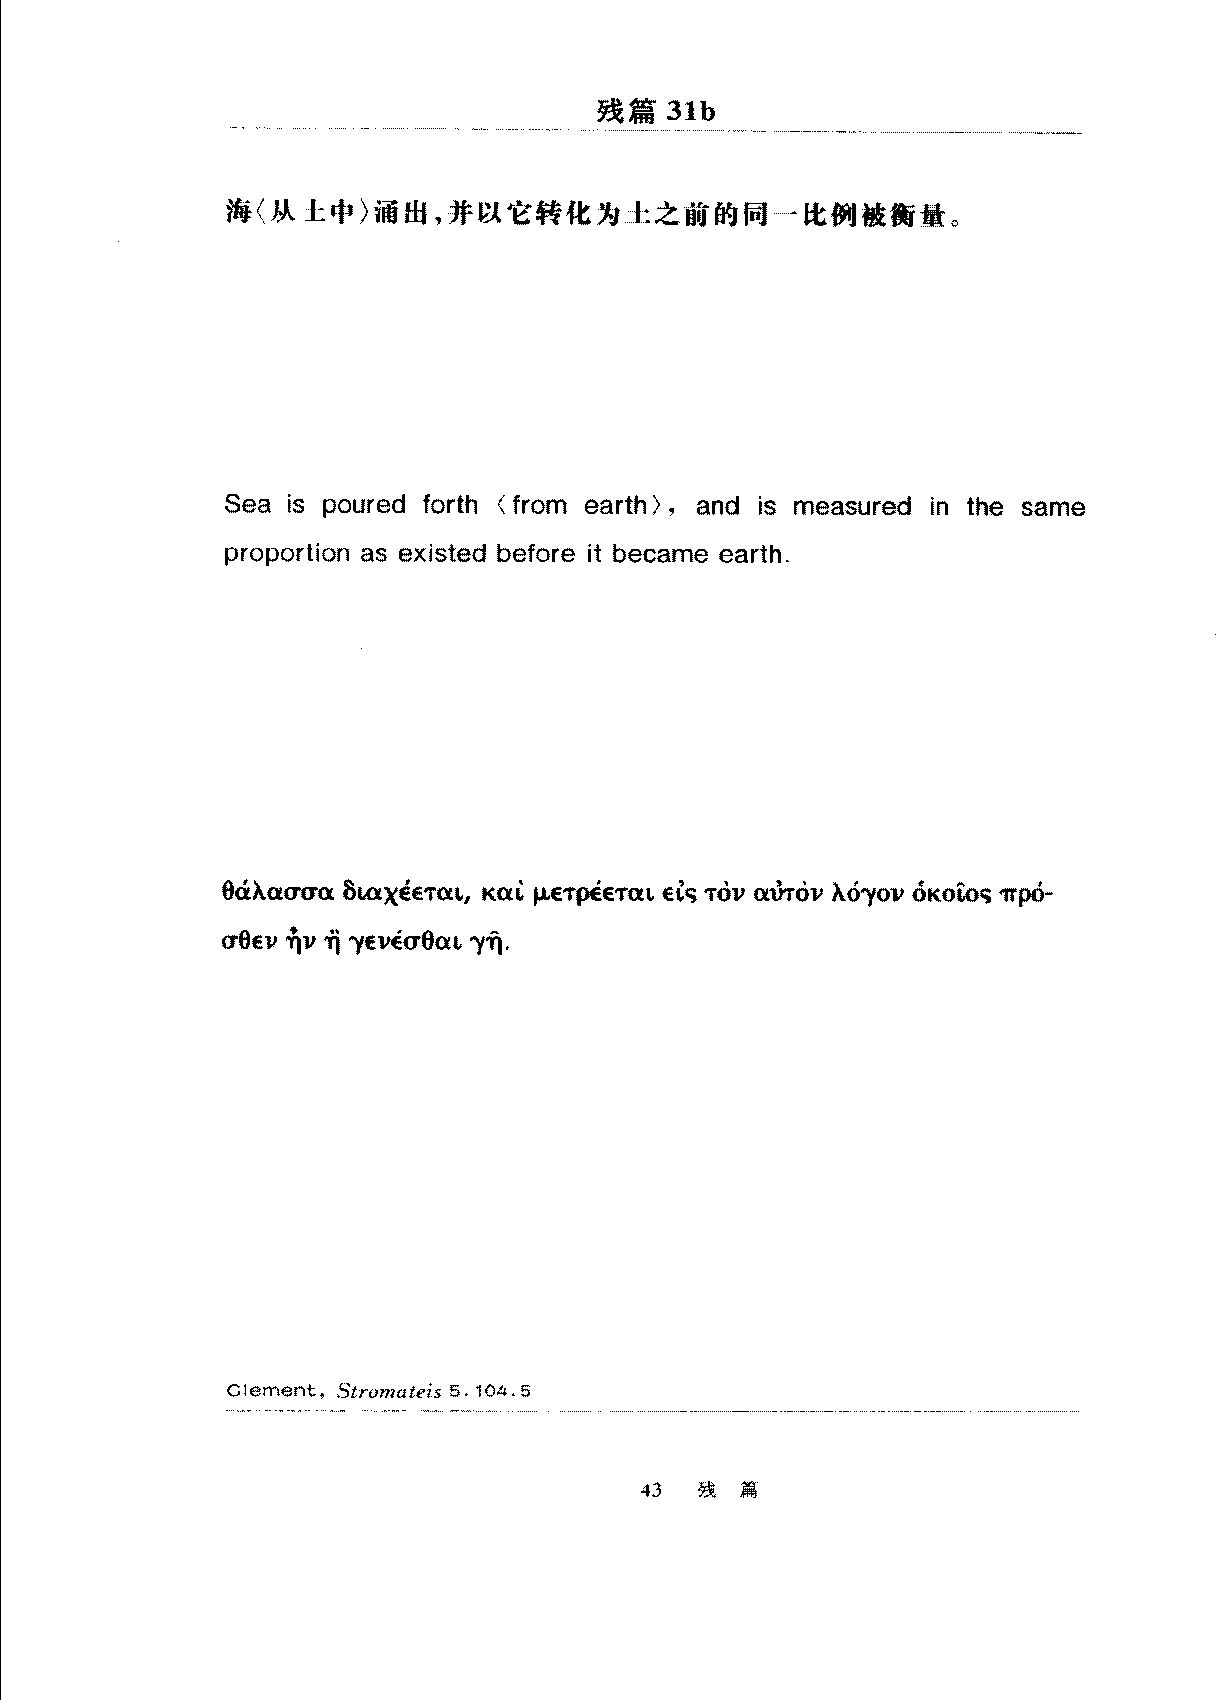 残篇 31b
海〈从土中〉涌出,并以它转化为土之前的同一比例被衡量。
Sea is poured forth〈from earth〉, and is measured in the same
proportion as existed before it became earth.
θάλασσα διαχέεται, καὶ μετρέεται εἰς τὸν αὐτὸν λόγον ὁκοῖος πρό-
σθεν ἦν ἢ γενέσθαι γῆ.
Clement, Stromateis 5.104.5
43 残 篇